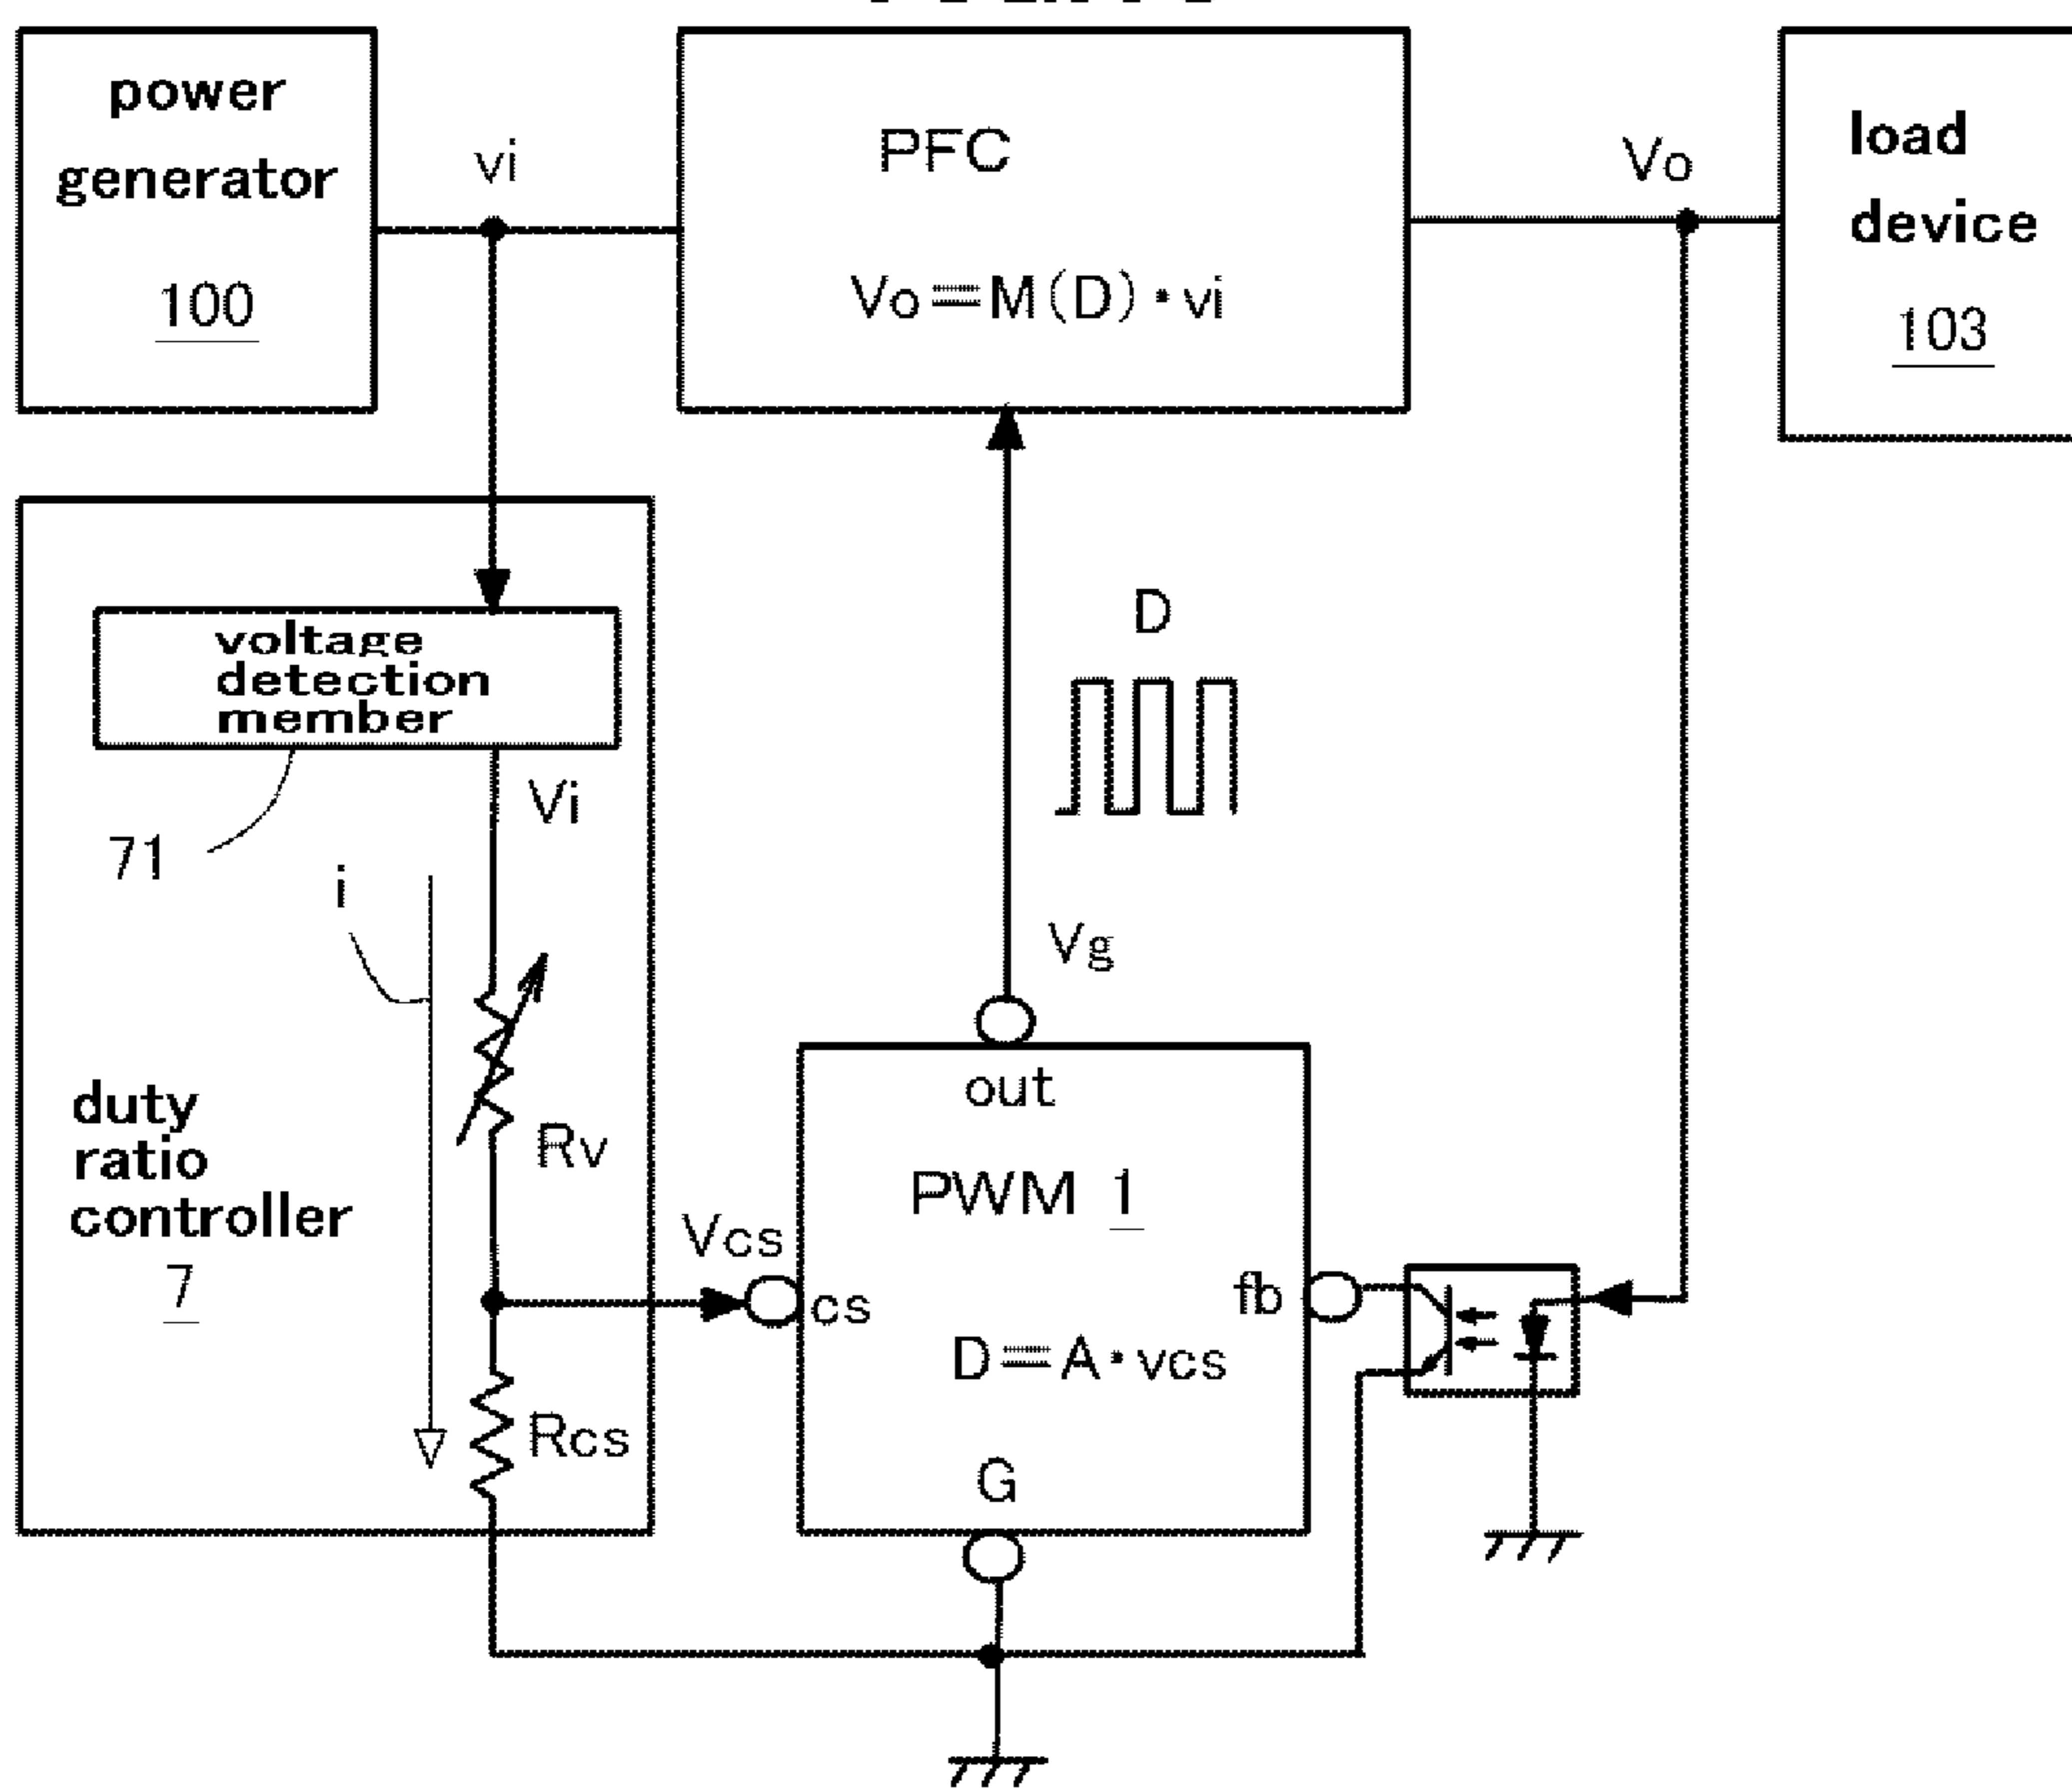 power
generator
100
vi
PFC
Vo=M(D)・vi
Vo
load
device
103
voltage
detection
member
71
Vi
i
D
Vg
Rv
duty
ratio
controller
7
Vcs
Rcs
out
PWM 1
cs
fb
D=A・vcs
G